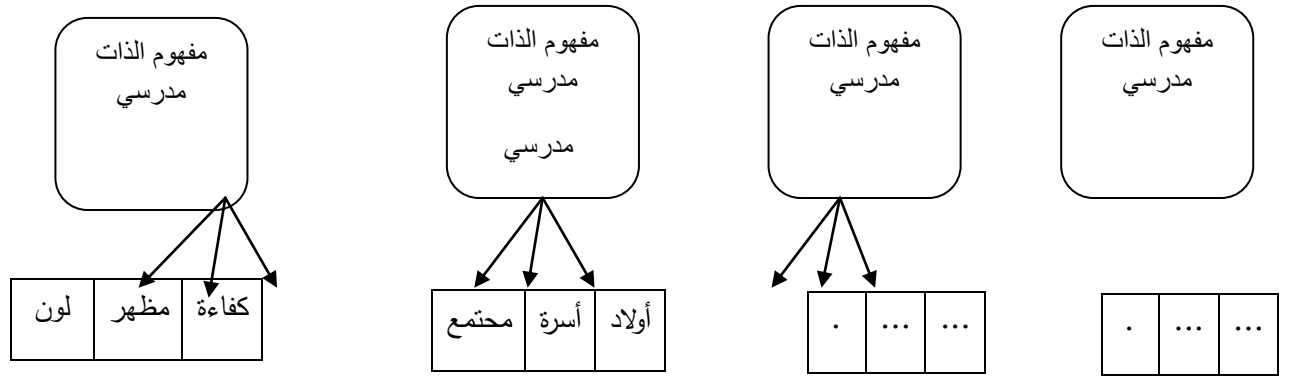 مفهوم الذات
مدرسي
مفهوم الذات
مدرسي
مفهوم الذات
مدرسي
مدرسي
مفهوم الذات
مدرسي
... ... .
... ... .
أولاد أسرة محتمع
كفاءة مظهر لون